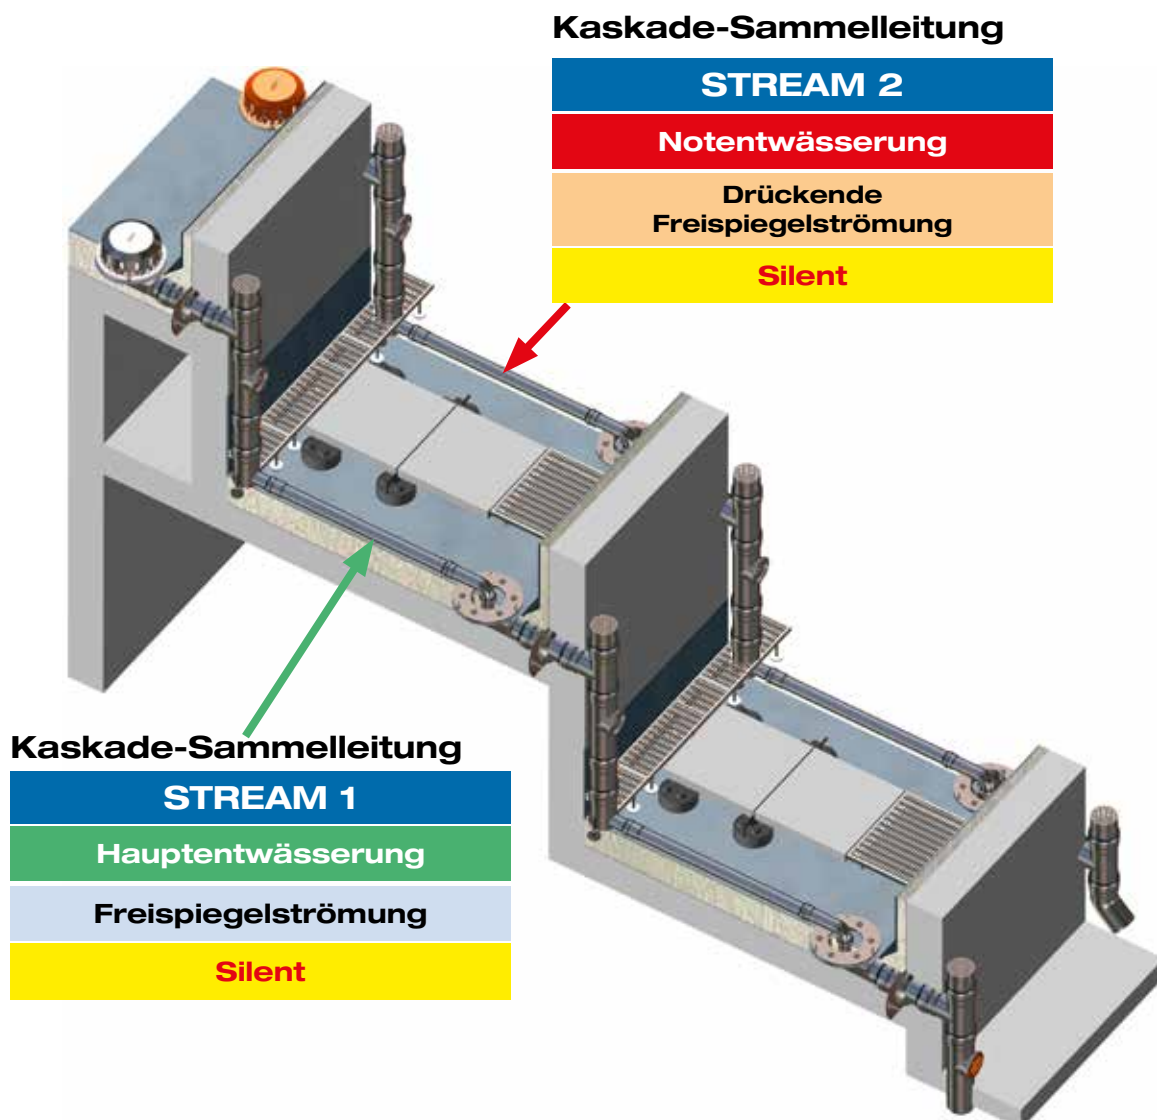 Kaskade-Sammelleitung
STREAM 2
Notentwässerung
Drückende
Freispiegelströmung
Silent
Kaskade-Sammelleitung
STREAM 1
Hauptentwässerung
Freispiegelströmung
Silent